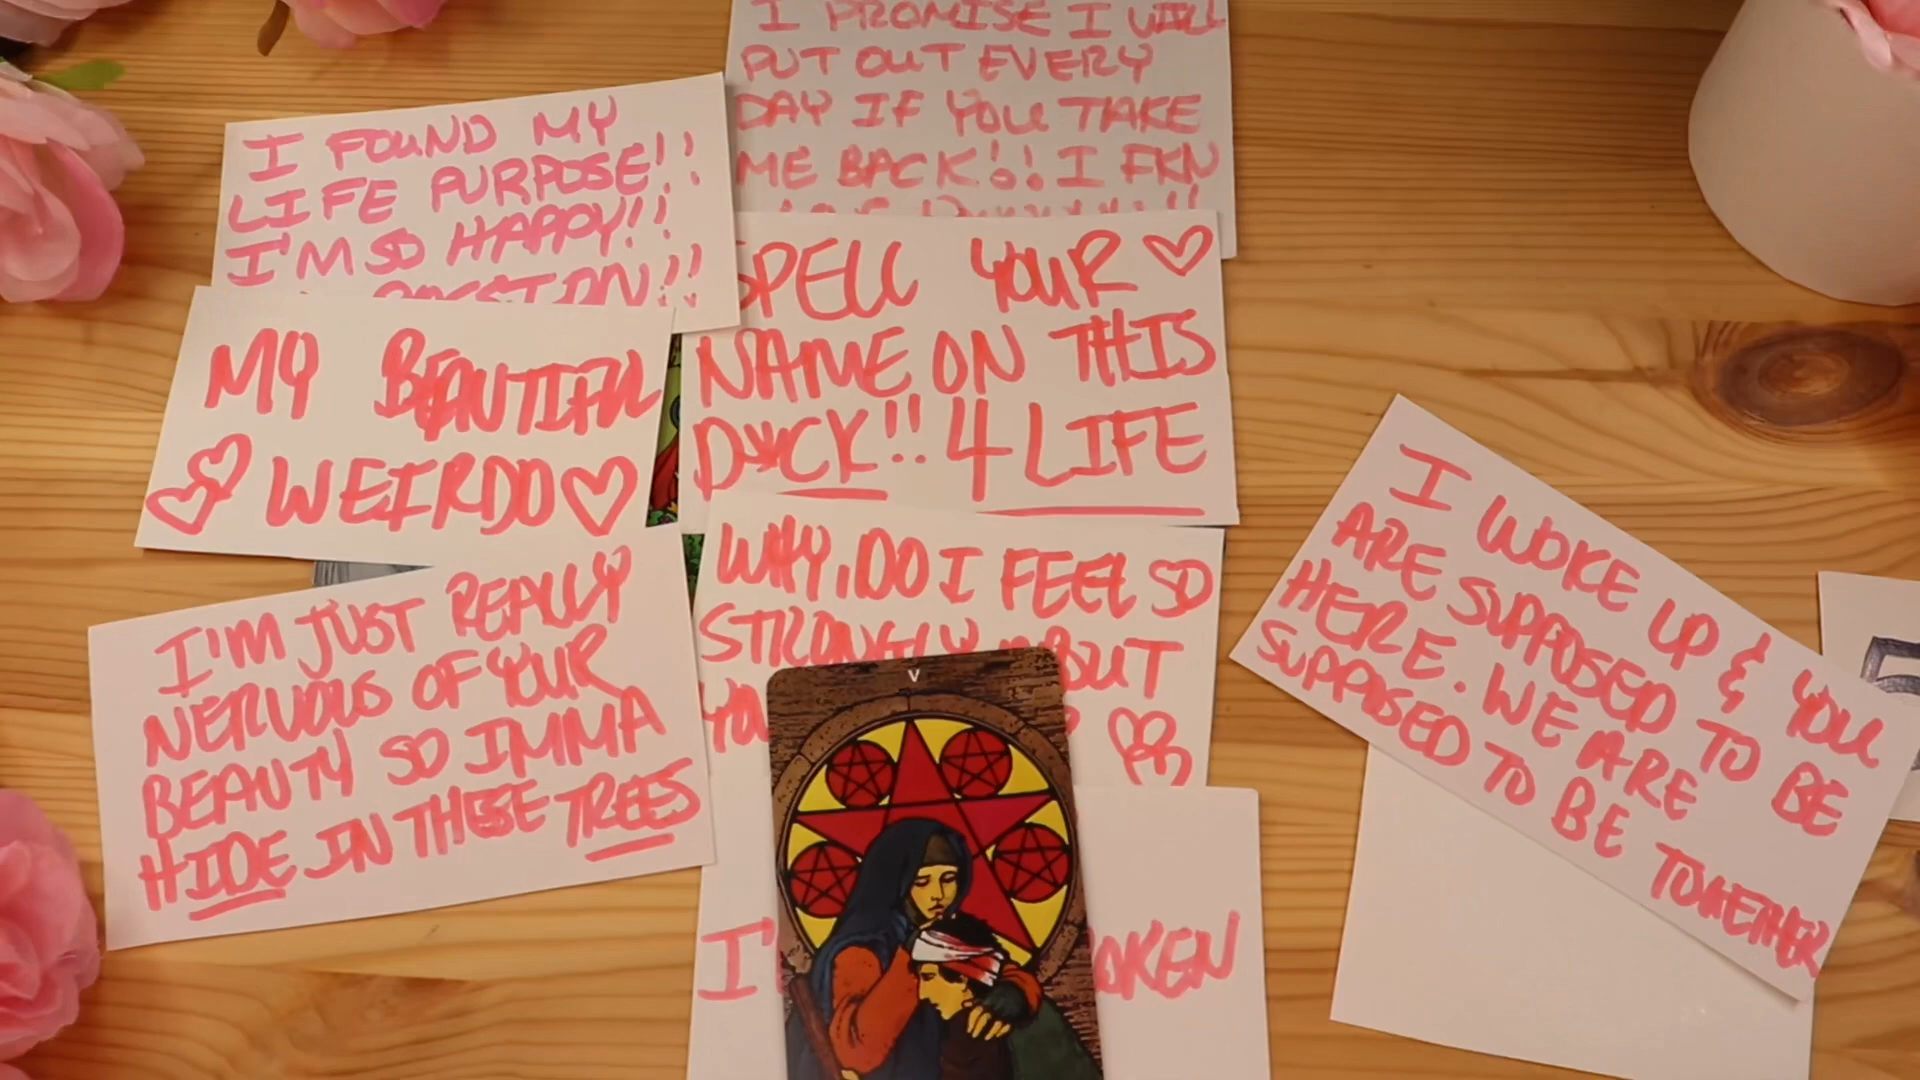 I PROMISE I WILL
PUT OUT EVERY
DAY IF YOU TAKE
ME BACK!! I FKN
I FOUND MY
LIFE PURPOSE!!
I'M SO HAPPY!!
SPELL YOUR
NAME ON THIS
D*CK!! 4 LIFE
MY BEAUTIFUL
WEIRDO
WHY DO I FEEL SO
STRONGLY
I'M JUST REALLY
NERVOUS OF YOUR
BEAUTY SO IMMA
HIDE IN THESE TREES
V
I WOKE UP & YOU
ARE SUPPOSED TO BE
HERE. WE ARE
SUPPOSED TO BE TOGETHER